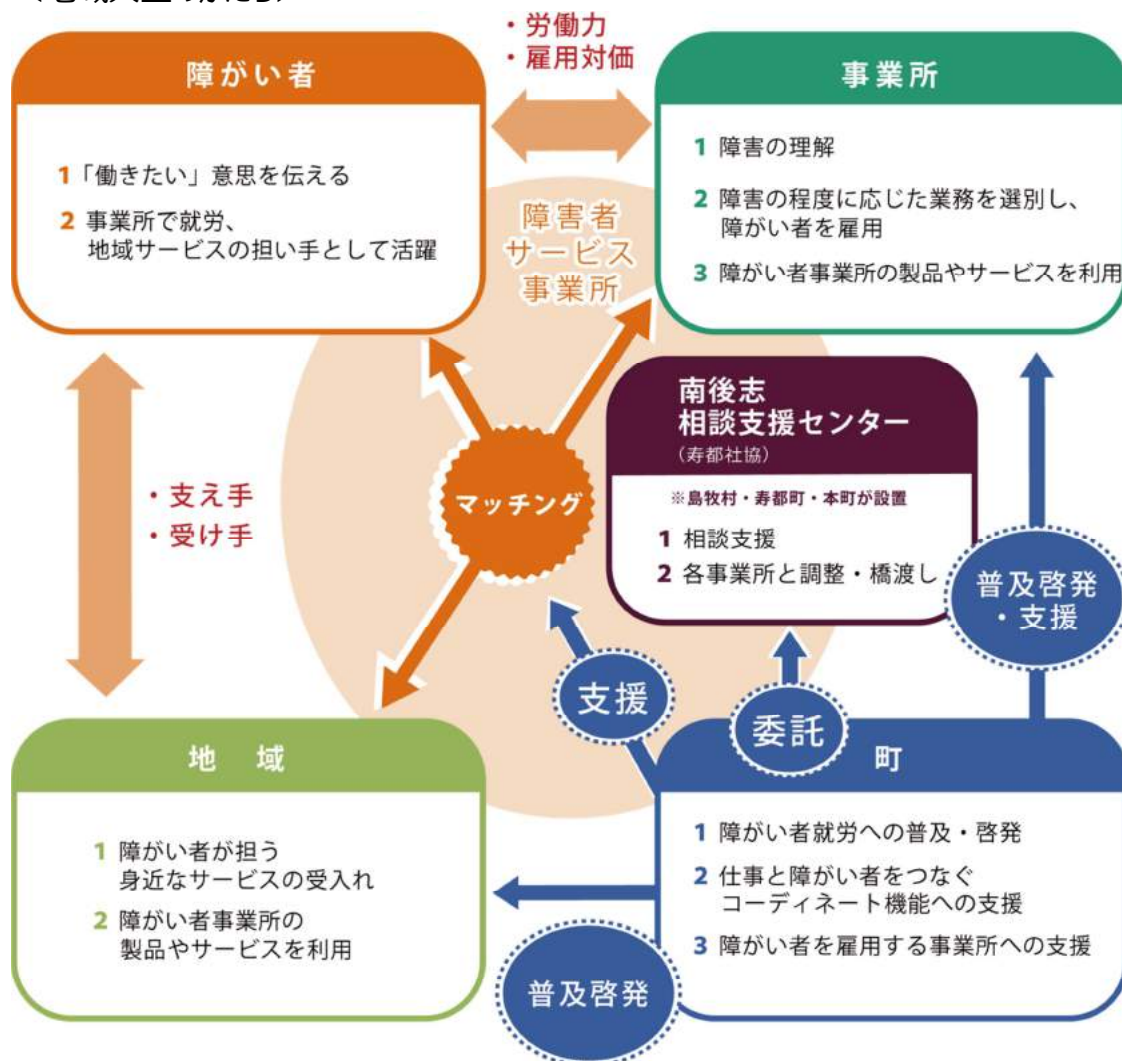 ・労働力
・雇用対価
障がい者
1「働きたい」意思を伝える
2 事業所で就労、
地域サービスの担い手として活躍
事業所
1 障害の理解
2 障害の程度に応じた業務を選別し、
障がい者を雇用
3 障がい者事業所の製品やサービスを利用
障害者
サービス
事業所
マッチング
・支え手
・受け手
南後志
相談支援センター
(寿都社協)
※島牧村・寿都町・本町が設置
1 相談支援
2 各事業所と調整・橋渡し
普及啓発
・支援
支援
委託
地 域
1 障がい者が担う
身近なサービスの受入れ
2 障がい者事業所の
製品やサービスを利用
町
1 障がい者就労への普及・啓発
2 仕事と障がい者をつなぐ
コーディネート機能への支援
3 障がい者を雇用する事業所への支援
普及啓発